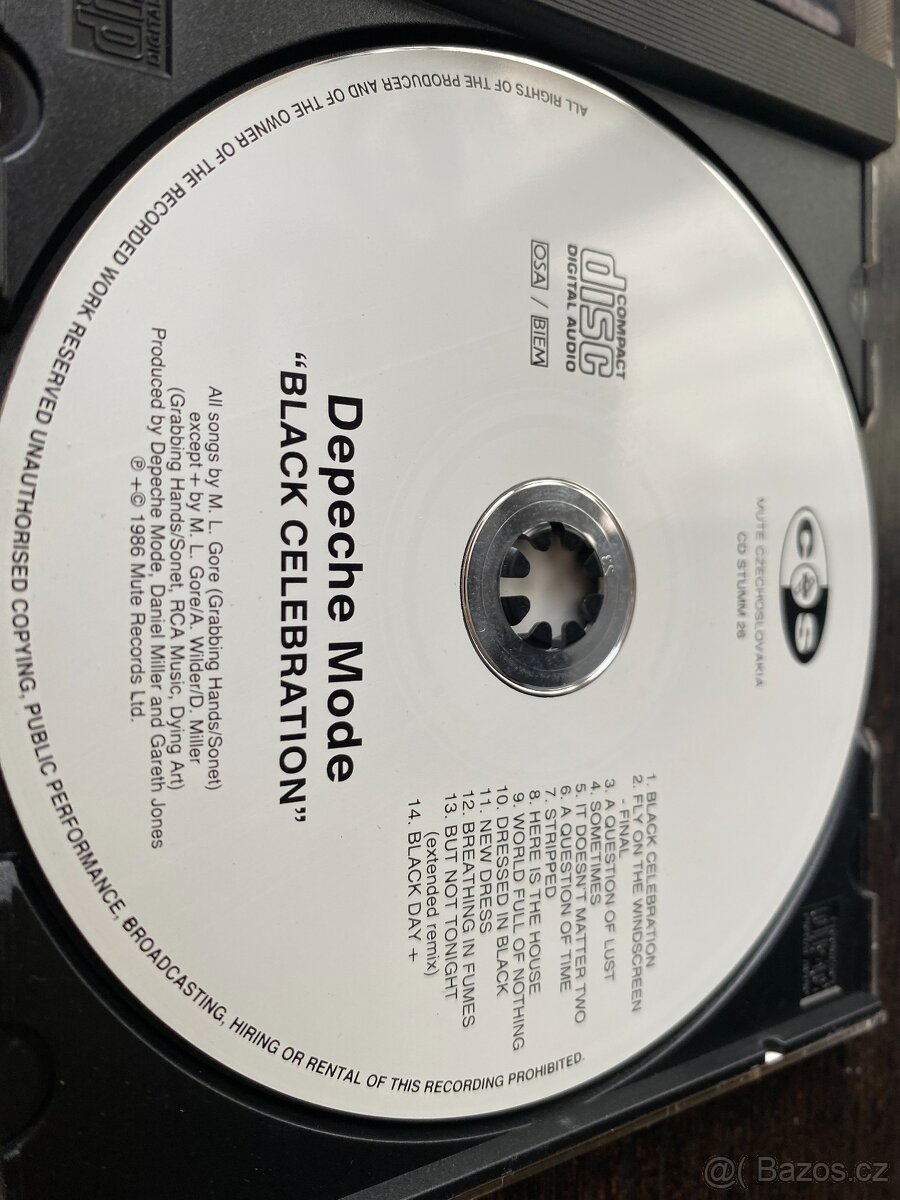 ALL RIGHTS OF THE PRODUCER AND OF THE OWNER OF THE RECORDED WORK RESERVED UNAUTHORISED COPYING, PUBLIC PERFORMANCE, BROADCASTING, HIRING OR RENTAL OF THIS RECORDING PROHIBITED.
C S
MUTE CZECHOSLOVAKIA
CD STUMM 26
COMPACT
disc
DIGITAL AUDIO
OSA / BIEM
1. BLACK CELEBRATION
2. FLY ON THE WINDSCREEN
- FINAL
3. A QUESTION OF LUST
4. SOMETIMES
5. IT DOESN'T MATTER TWO
6. A QUESTION OF TIME
7. STRIPPED
8. HERE IS THE HOUSE
9. WORLD FULL OF NOTHING
10. DRESSED IN BLACK
11. NEW DRESS
12. BREATHING IN FUMES
13. BUT NOT TONIGHT
(extended remix)
14. BLACK DAY +
Depeche Mode
“BLACK CELEBRATION”
All songs by M. L. Gore (Grabbing Hands/Sonet)
except + by M. L. Gore/A. Wilder/D. Miller
(Grabbing Hands/Sonet, RCA Music, Dying Art)
Produced by Depeche Mode, Daniel Miller and Gareth Jones
℗ + © 1986 Mute Records Ltd.
@( Bazos.cz